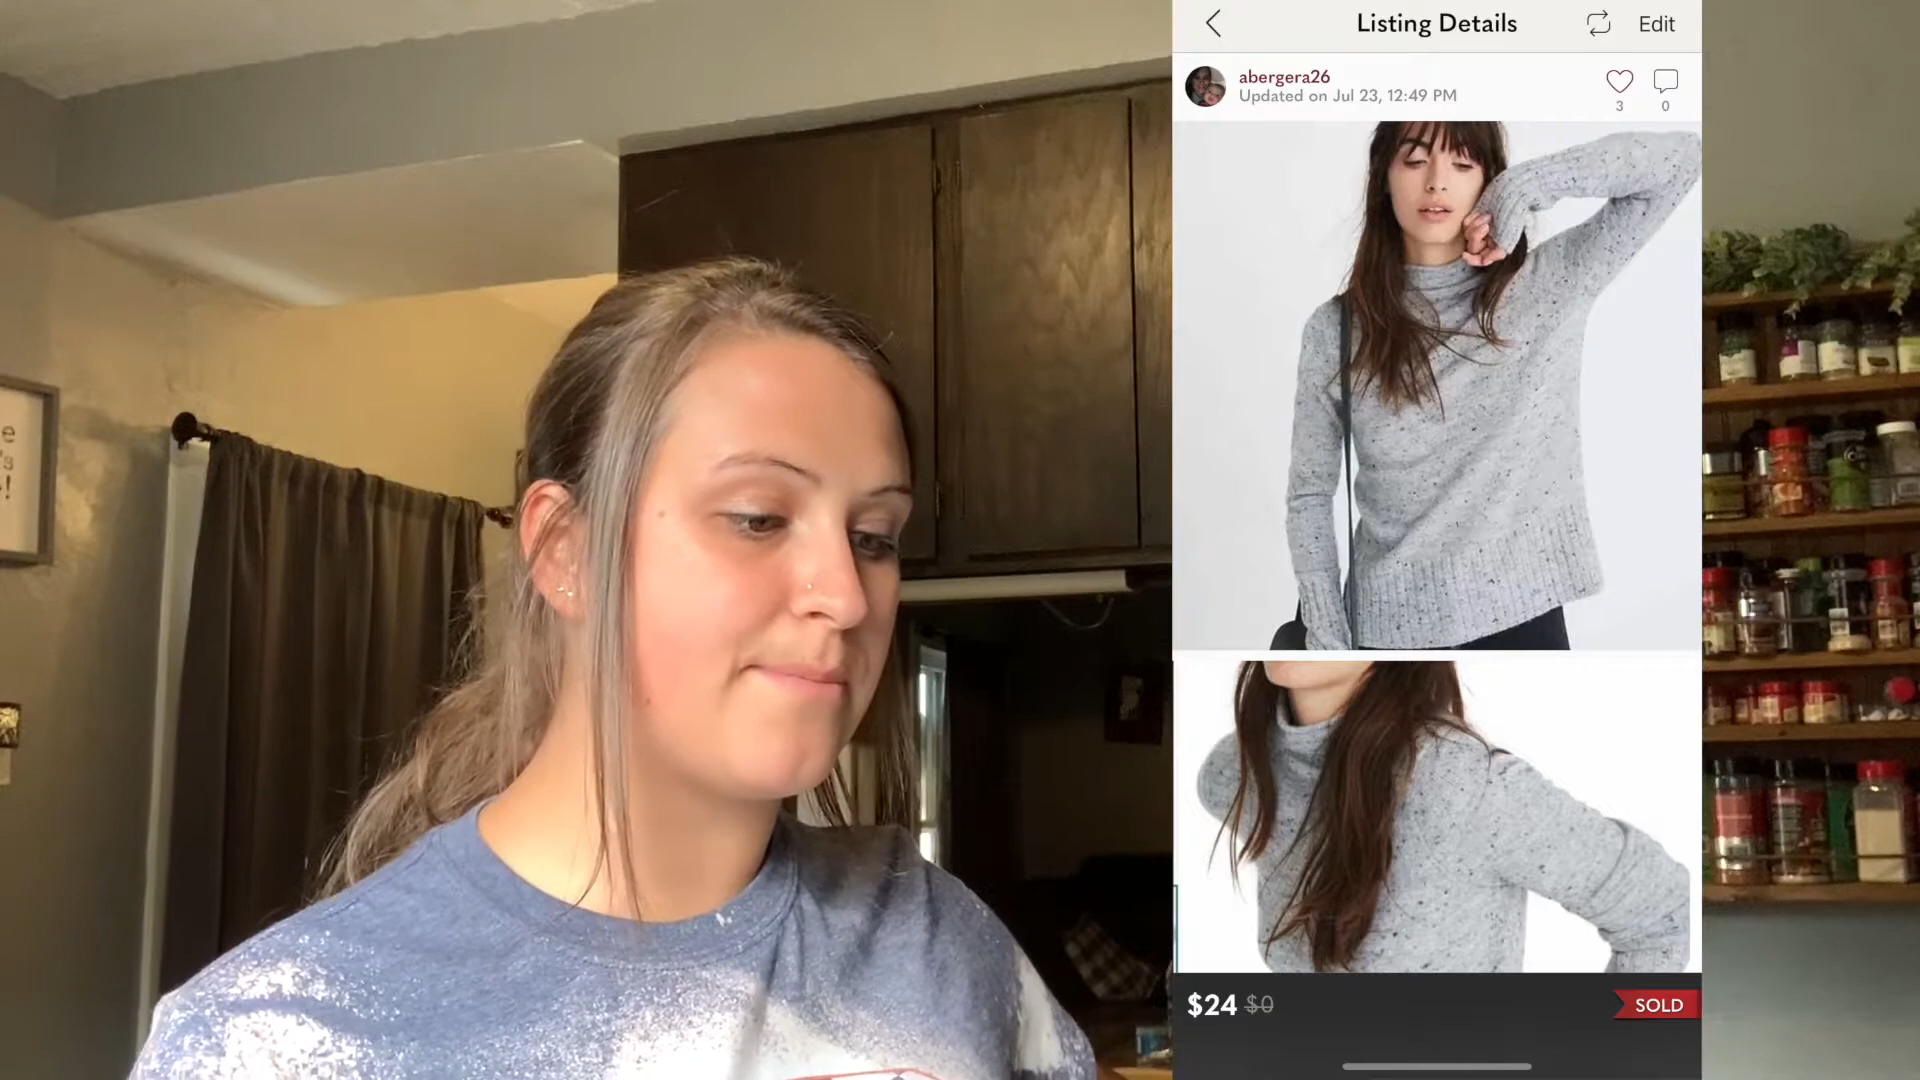 Listing Details
Edit
abergera26
Updated on Jul 23, 12:49 PM
3
0
e
's
!
$24 $0
SOLD